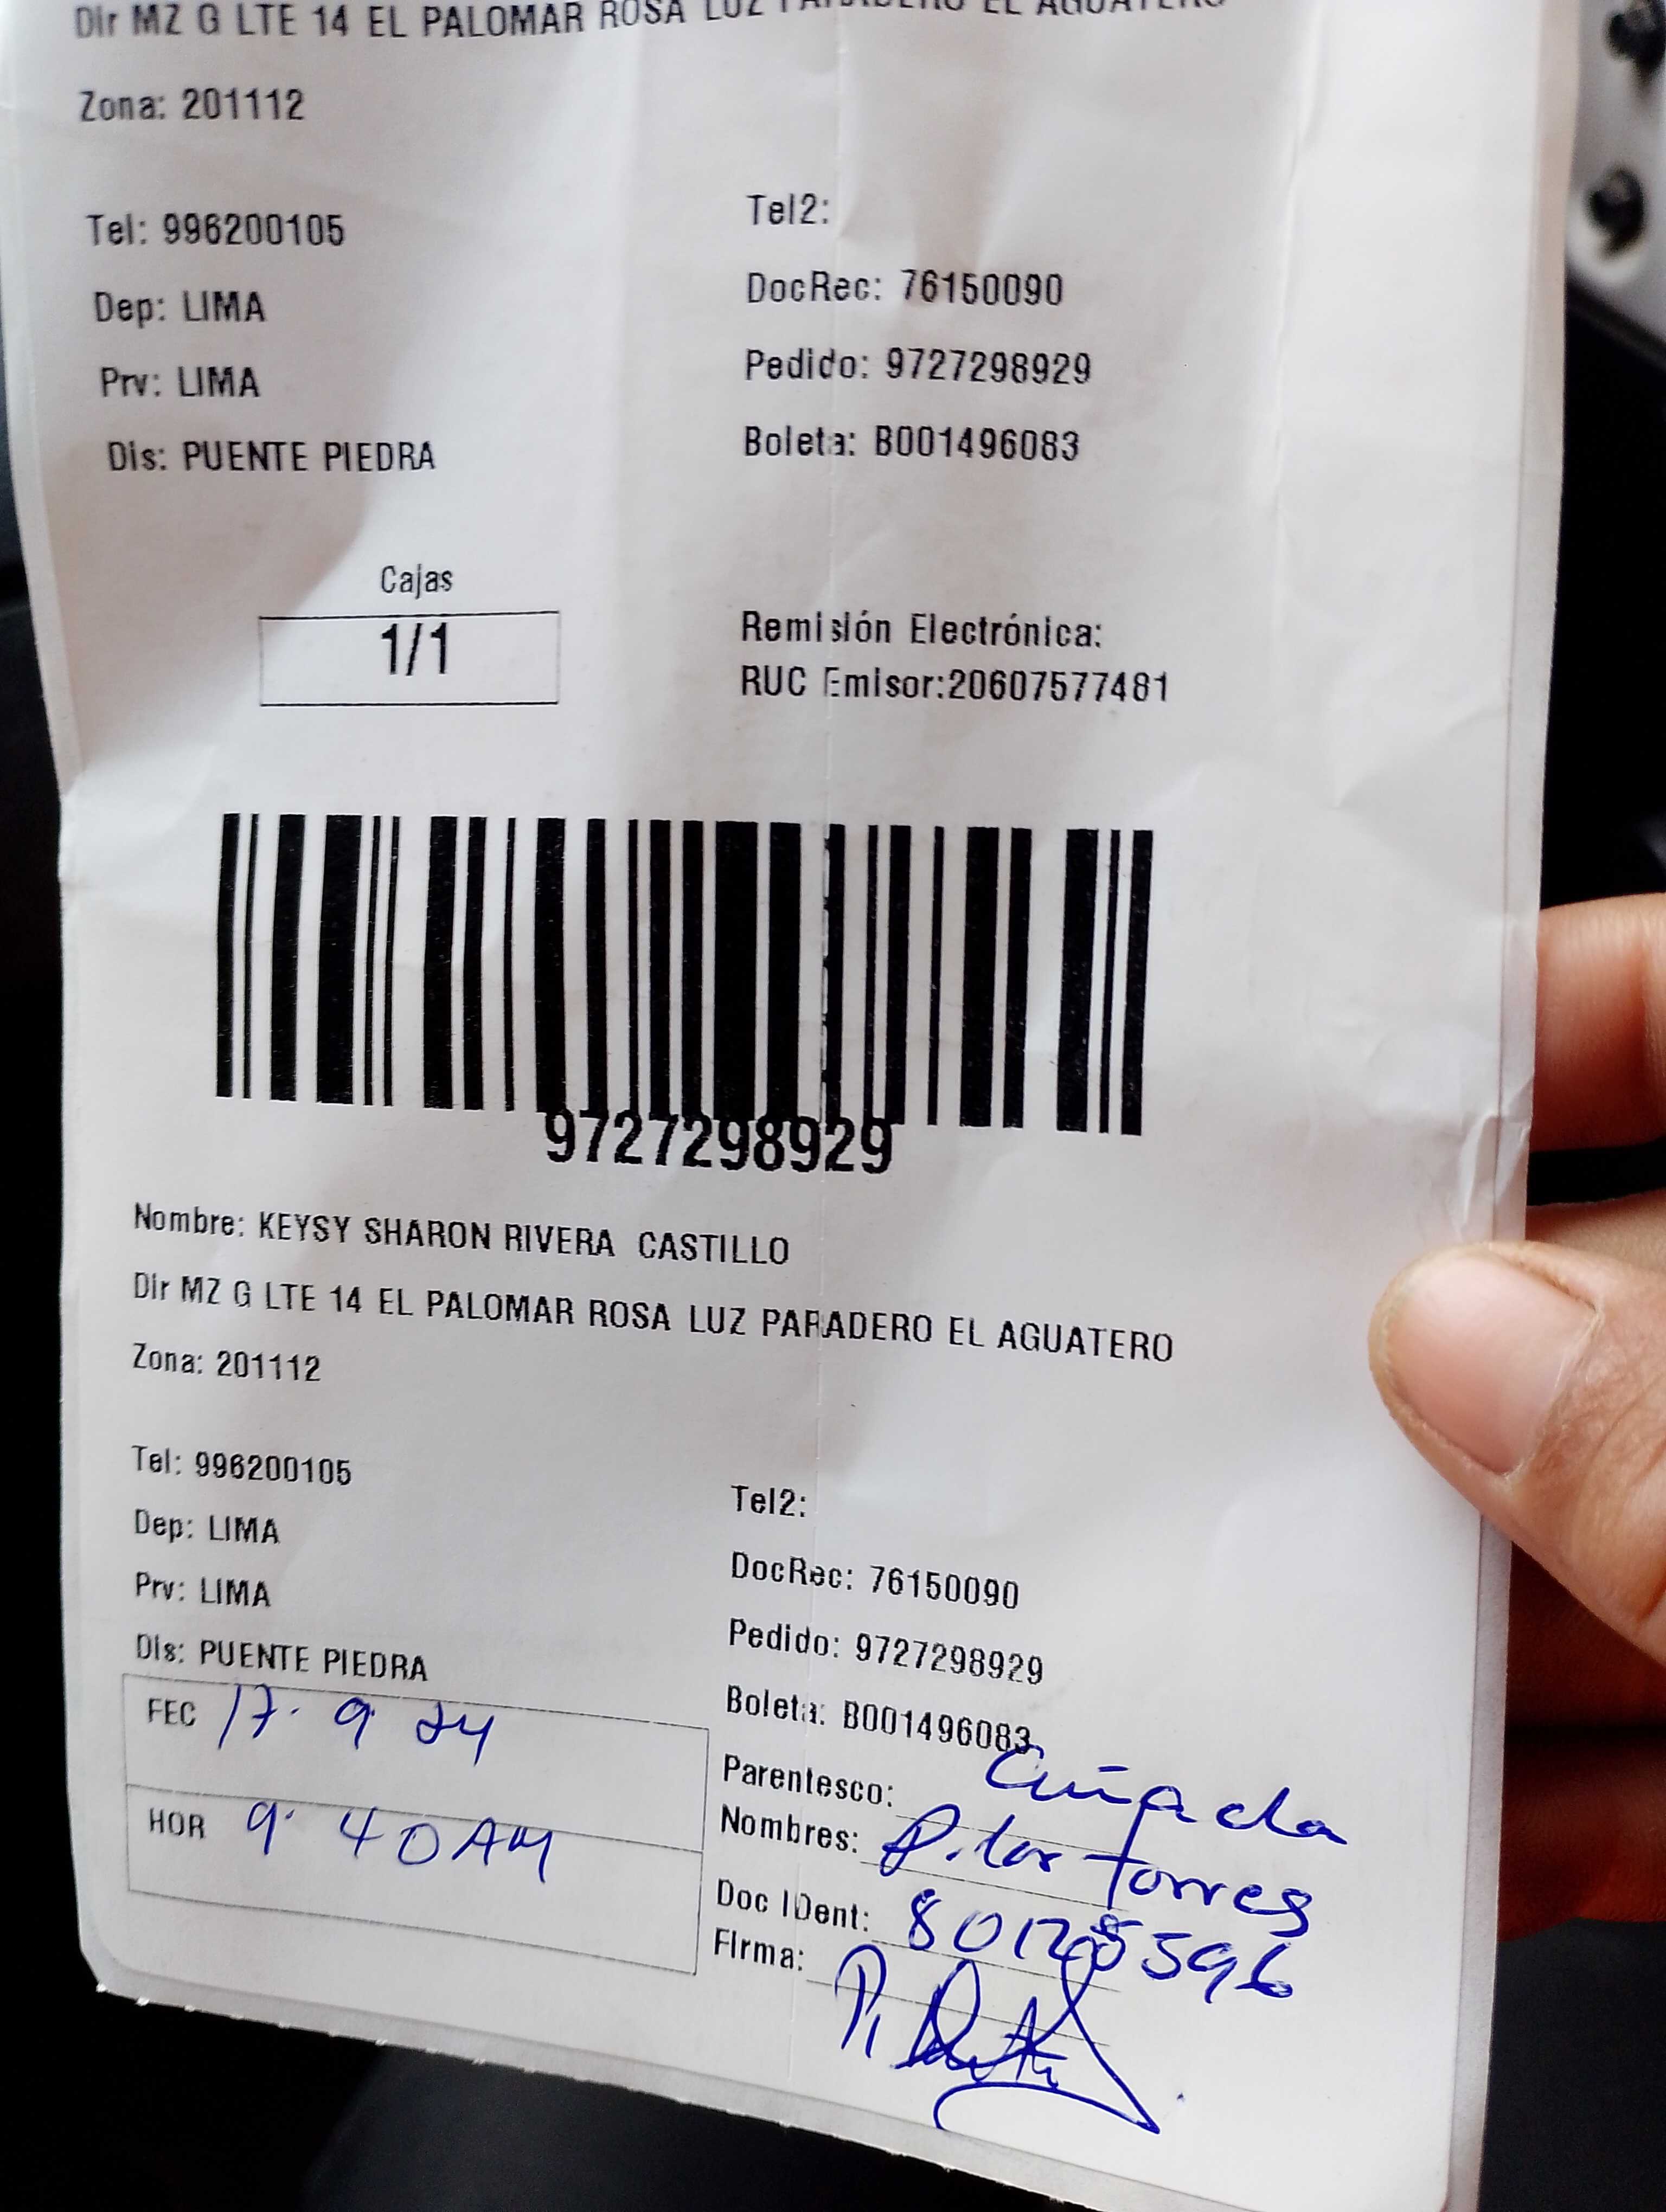 Dir MZ G LTE 14 EL PALOMAR ROSA LUZ PARADERO EL AGUATERO
Zona: 201112
Tel: 996200105
Tel2:
Dep: LIMA
DocRec: 76150090
Prv: LIMA
Pedido: 9727298929
Dis: PUENTE PIEDRA
Boleta: B001496083
Cajas
1/1
Remisión Electrónica:
RUC Emisor:20607577481
9727298929
Nombre: KEYSY SHARON RIVERA CASTILLO
Dir MZ G LTE 14 EL PALOMAR ROSA LUZ PARADERO EL AGUATERO
Zona: 201112
Tel: 996200105
Tel2:
Dep: LIMA
DocRec: 76150090
Prv: LIMA
Pedido: 9727298929
Dis: PUENTE PIEDRA
Boleta: B001496083
FEC 17. 9 24
HOR 9. 40 AM
Parentesco: Cuñada
Nombres: Pilar Torres
Doc IDent:
Firma: